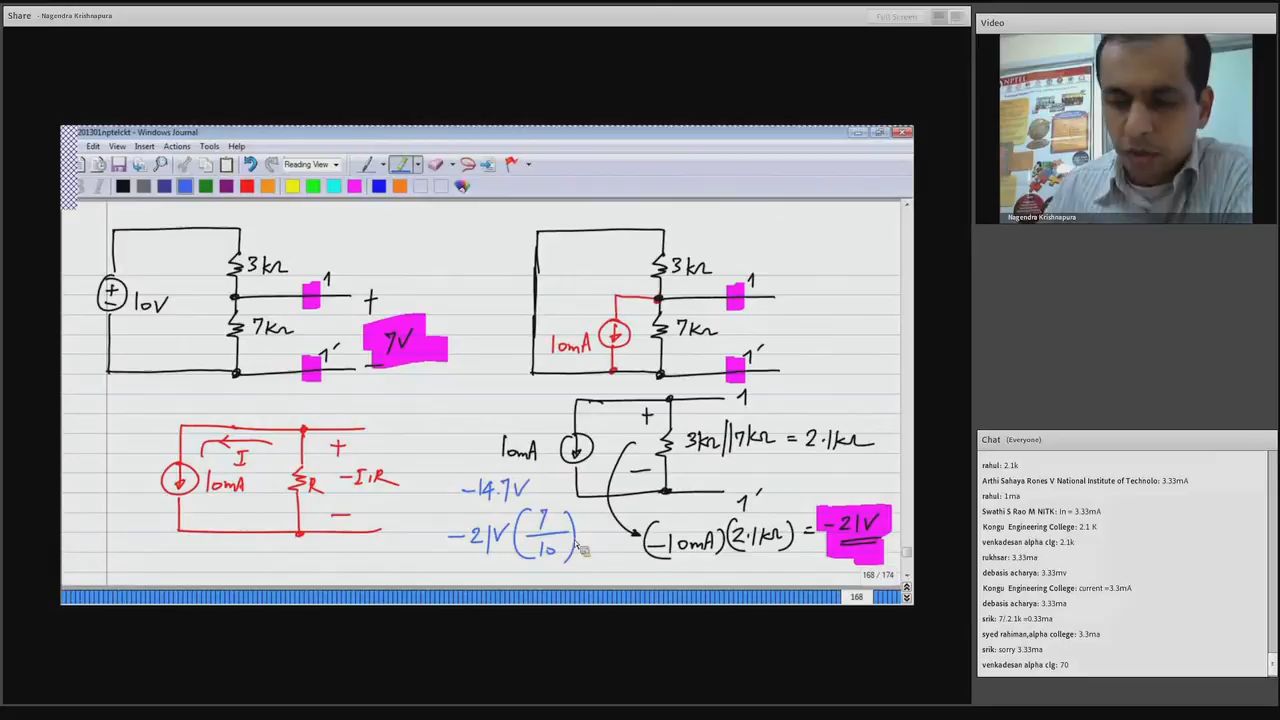 Share - Nagendra Krishnapura
Full Screen
Video
NPTEL
Nagendra Krishnapura
201301nptelckt - Windows Journal
Edit View Insert Actions Tools Help
Reading View
3kΩ
1
10V
+
7kΩ
7V
1′
−
3kΩ
1
10mA
7kΩ
1′
I
10mA
R
+
-I.R
−
10mA
+
−
1
3kΩ||7kΩ = 2.1kΩ
1′
-14.7V
-21V (7/10)
(-10mA)(2.1kΩ) = -21V
168 / 174
168
Chat (Everyone)
rahul: 2.1k
Arthi Sahaya Rones V National Institute of Technolo: 3.33mA
rahul: 1ma
Swathi S Rao M NITK: in = 3.33mA
Kongu Engineering College: 2.1 K
venkadesan alpha clg: 2.1k
rukhsar: 3.33ma
debasis acharya: 3.33mv
Kongu Engineering College: current =3.3mA
debasis acharya: 3.33ma
srik: 7/.2.1k =0.33ma
syed rahiman,alpha college: 3.3ma
srik: sorry 3.33ma
venkadesan alpha clg: 70